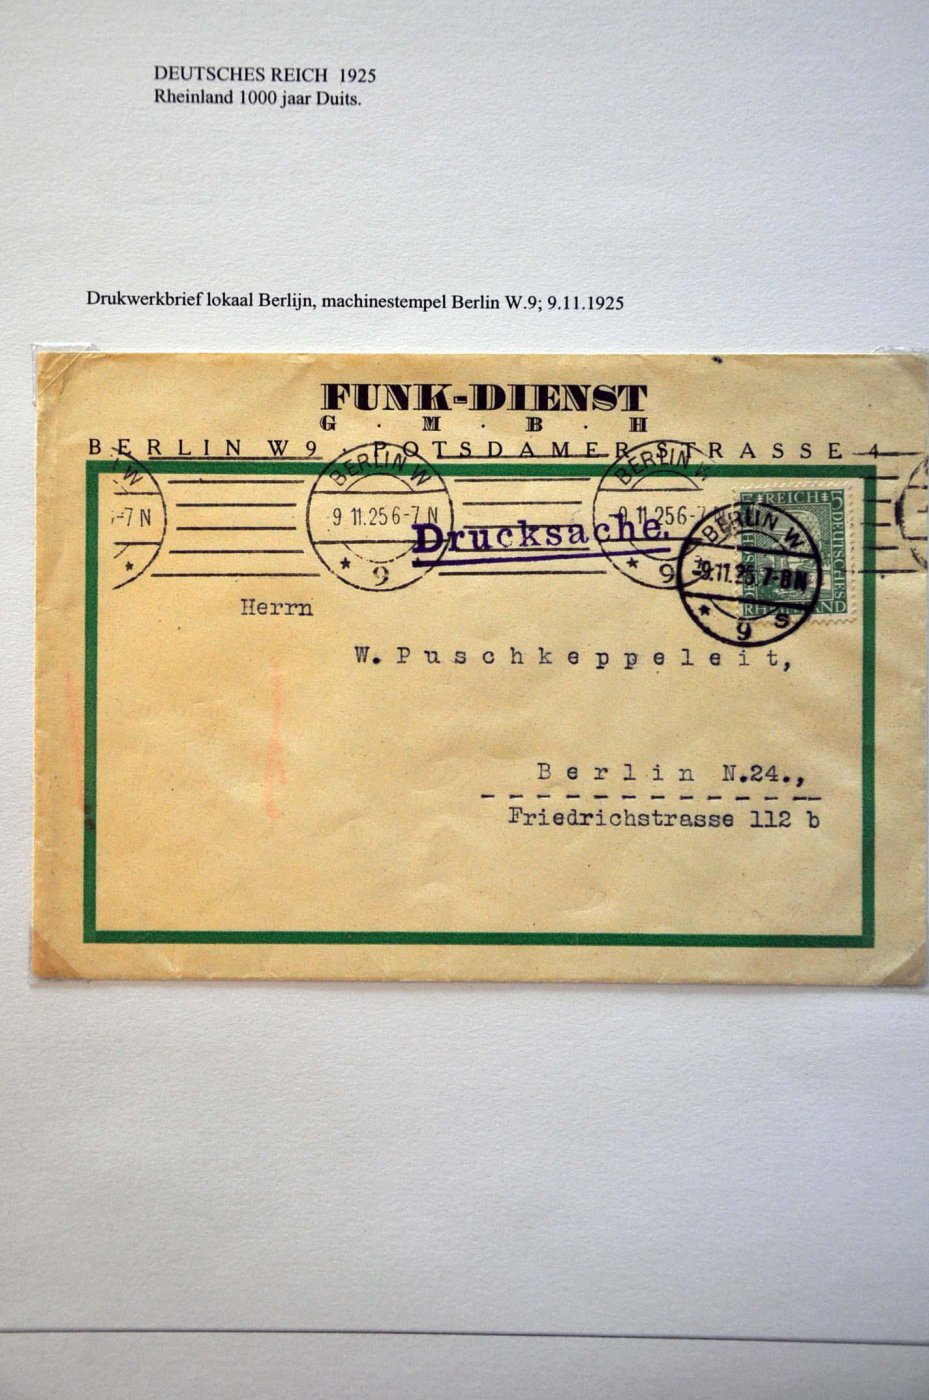 DEUTSCHES REICH 1925
Rheinland 1000 jaar Duits.
Drukwerkbrief lokaal Berlijn, machinestempel Berlin W.9; 9.11.1925
FUNK-DIENST
G · M · B · H
BERLIN W 9 · POTSDAMER STRASSE 4
W
-7 N
BERLIN W
9 11.25 6-7 N
9
BERLIN W
9 11.25 6-7
9
Drucksache.
BERLIN W
-9.11.25.7-8 N
9 s
REICH 5
DEUTSCHES
RHEINLAND
Herrn
W. Puschkeppeleit,
Berlin N.24.,
Friedrichstrasse 112 b